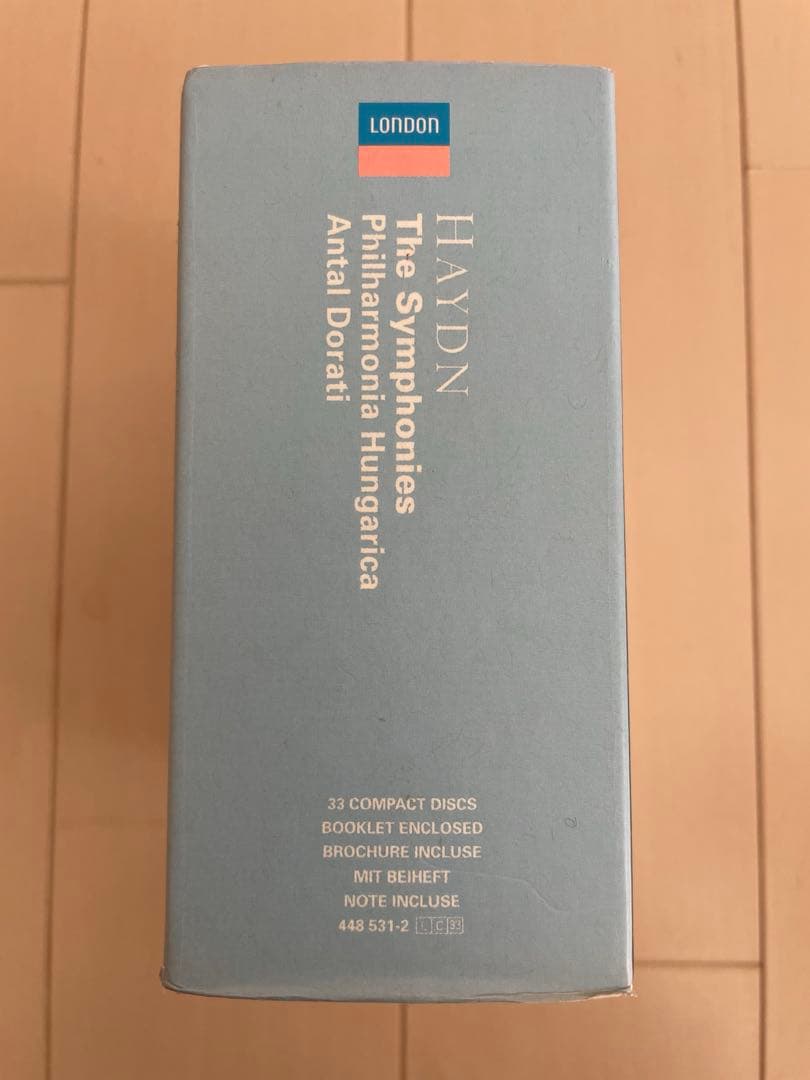 LONDON
HAYDN
The Symphonies
Philharmonia Hungarica
Antal Dorati
33 COMPACT DISCS
BOOKLET ENCLOSED
BROCHURE INCLUSE
MIT BEIHEFT
NOTE INCLUSE
448 531-2 L C 33